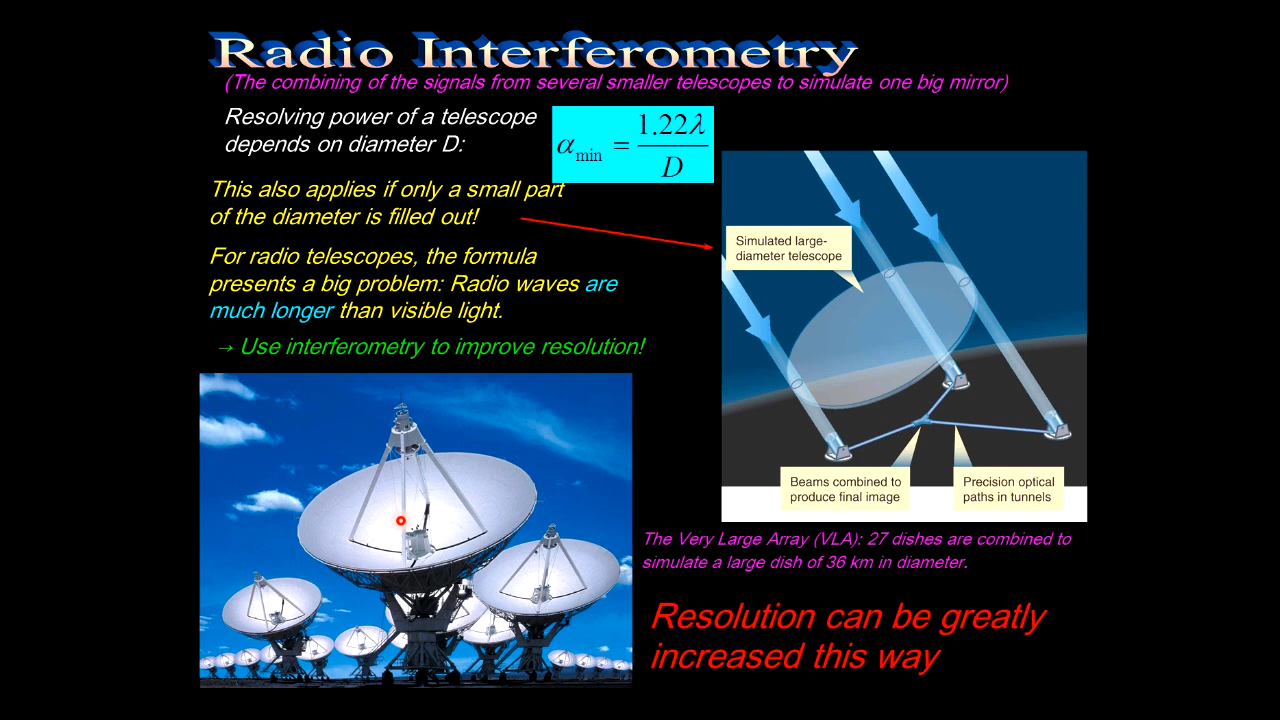 Radio Interferometry
(The combining of the signals from several smaller telescopes to simulate one big mirror)
Resolving power of a telescope
depends on diameter D:
α min = 1.22λ / D
This also applies if only a small part
of the diameter is filled out!
For radio telescopes, the formula
presents a big problem: Radio waves are
much longer than visible light.
→ Use interferometry to improve resolution!
Simulated large-
diameter telescope
Beams combined to
produce final image
Precision optical
paths in tunnels
The Very Large Array (VLA): 27 dishes are combined to
simulate a large dish of 36 km in diameter.
Resolution can be greatly
increased this way